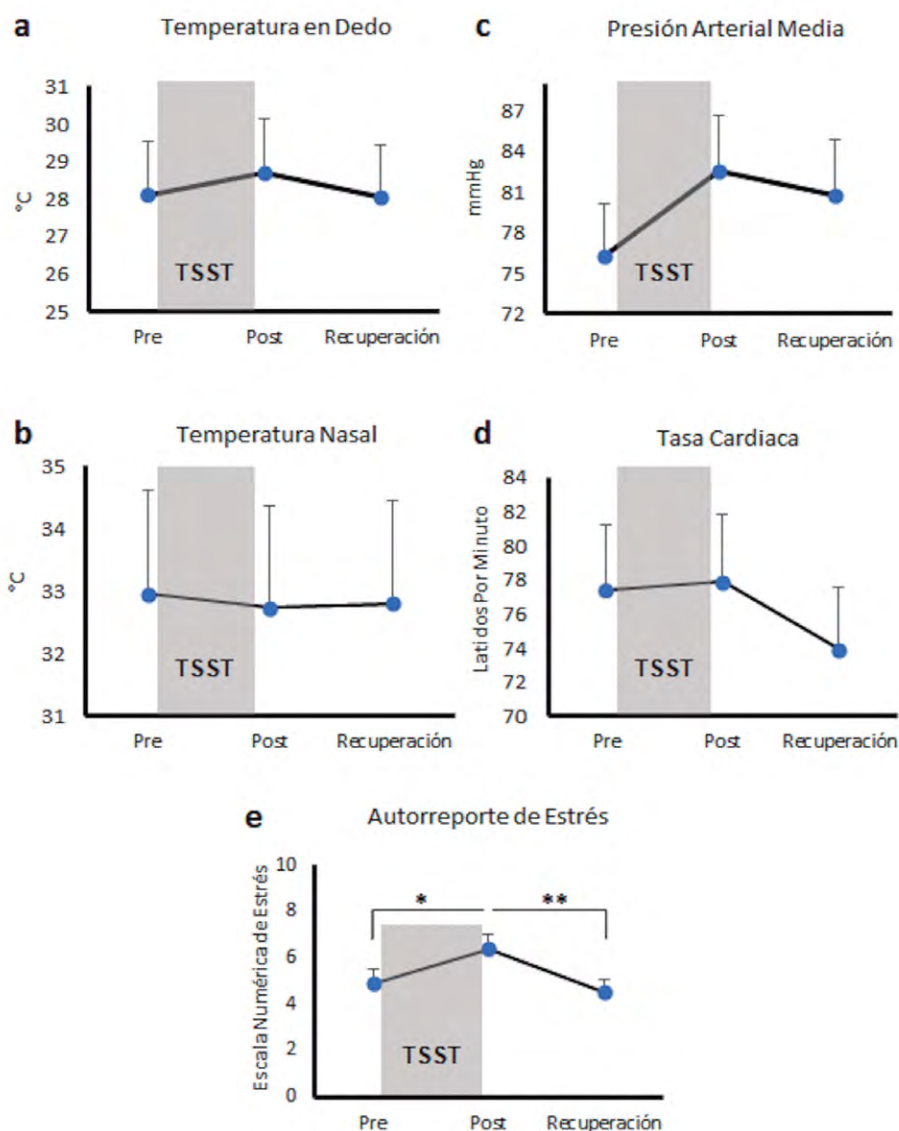 a Temperatura en Dedo
31
30
29
28
27
26
25
°C
TSST
Pre Post Recuperación
c Presión Arterial Media
87
84
81
78
75
72
mmHg
TSST
Pre Post Recuperación
b Temperatura Nasal
35
34
33
32
31
°C
TSST
Pre Post Recuperación
d Tasa Cardiaca
84
82
80
78
76
74
72
70
Latidos Por Minuto
TSST
Pre Post Recuperación
e Autorreporte de Estrés
10
8
6
4
2
0
Escala Numérica de Estrés
* **
TSST
Pre Post Recuperación